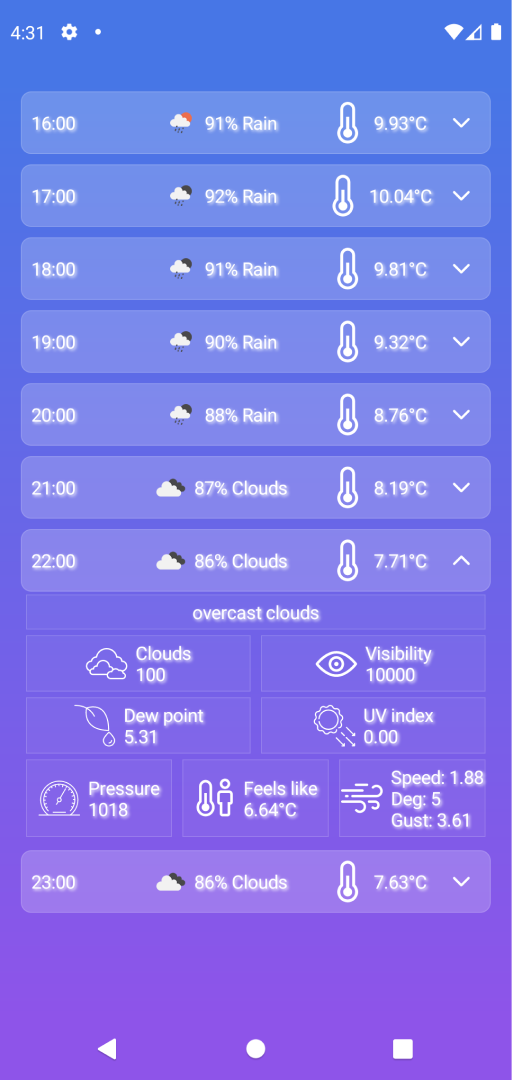 4:31
16:00 91% Rain 9.93°C
17:00 92% Rain 10.04°C
18:00 91% Rain 9.81°C
19:00 90% Rain 9.32°C
20:00 88% Rain 8.76°C
21:00 87% Clouds 8.19°C
22:00 86% Clouds 7.71°C
overcast clouds
Clouds
100
Visibility
10000
Dew point
5.31
UV index
0.00
Pressure
1018
Feels like
6.64°C
Speed: 1.88
Deg: 5
Gust: 3.61
23:00 86% Clouds 7.63°C